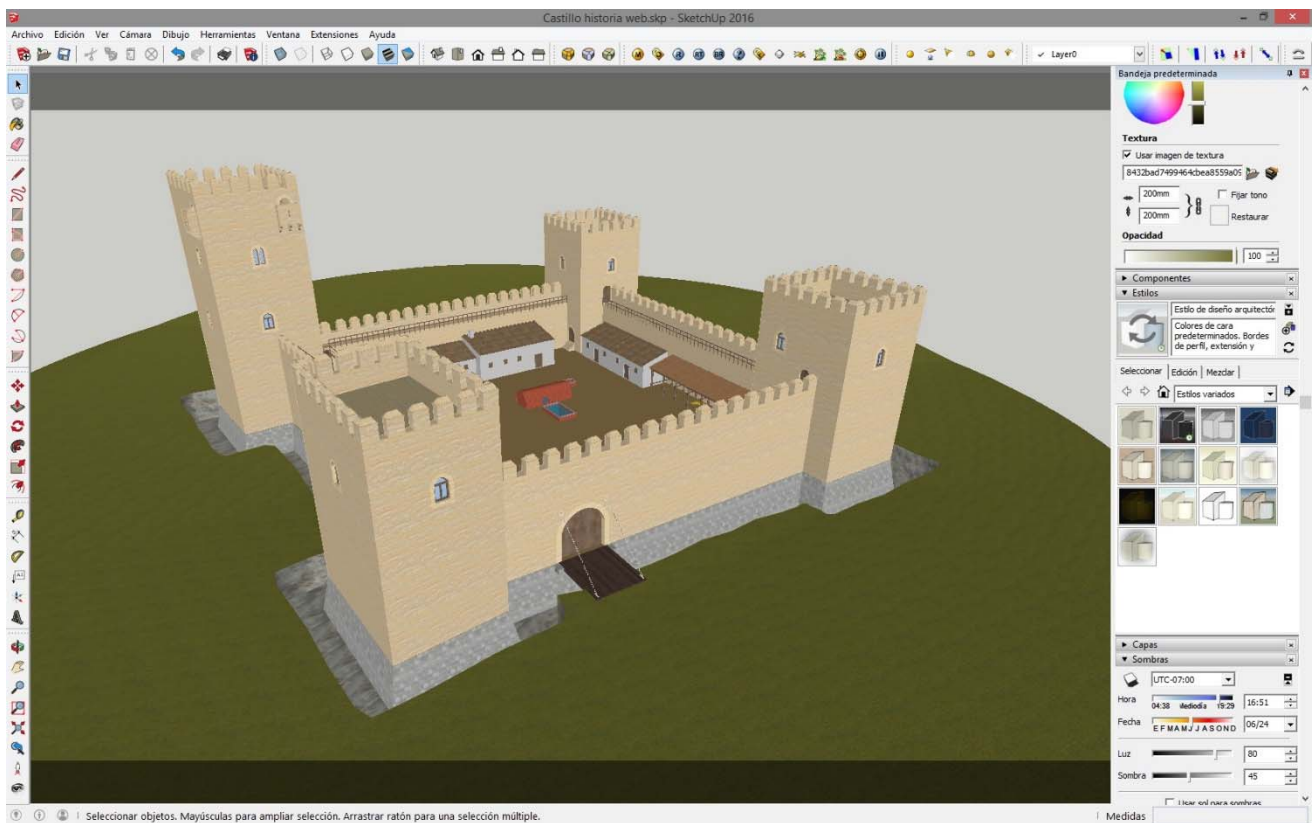 Castillo historia web.skp - SketchUp 2016
Archivo Edición Ver Cámara Dibujo Herramientas Ventana Extensiones Ayuda
Layer0
Bandeja predeterminada
Textura
Usar imagen de textura
8432bad7499464cbea8559a09
200mm
Fijar tono
200mm
Restaurar
Opacidad
100
Componentes
Estilos
Estilo de diseño arquitectón
Colores de cara
predeterminados. Bordes
de perfil, extensión y
Seleccionar Edición Mezclar
Estilos variados
Capas
Sombras
UTC-07:00
Hora 04:38 Mediodía 19:29 16:51
Fecha E F M A M J J A S O N D 06/24
Luz 80
Sombra 45
Usar sol para sombras
Seleccionar objetos. Mayúsculas para ampliar selección. Arrastrar ratón para una selección múltiple.
Medidas